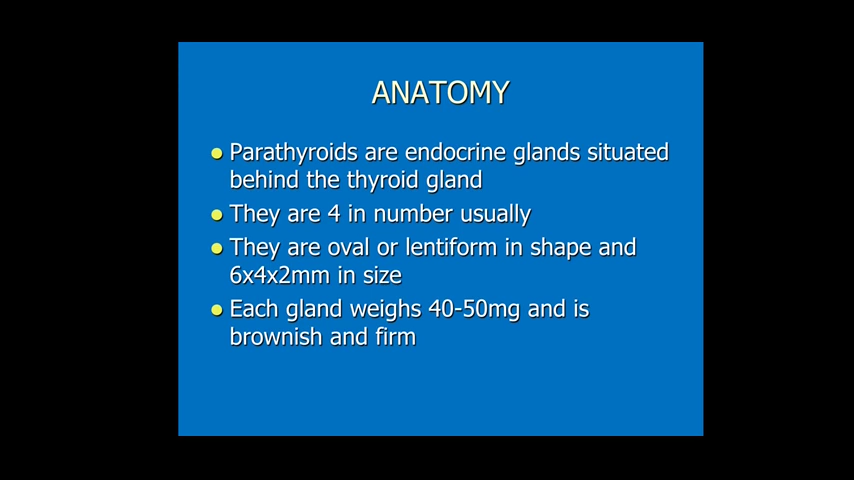 ANATOMY
Parathyroids are endocrine glands situated
behind the thyroid gland
They are 4 in number usually
They are oval or lentiform in shape and
6x4x2mm in size
Each gland weighs 40-50mg and is
brownish and firm